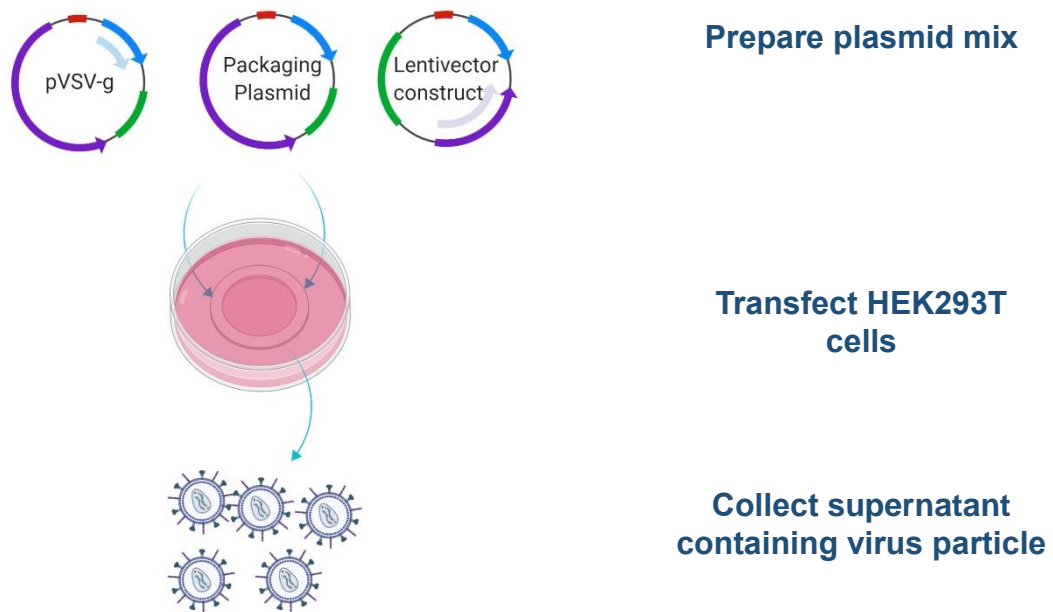 pVSV-g
Packaging
Plasmid
Lentivector
construct
Prepare plasmid mix
Transfect HEK293T
cells
Collect supernatant
containing virus particle